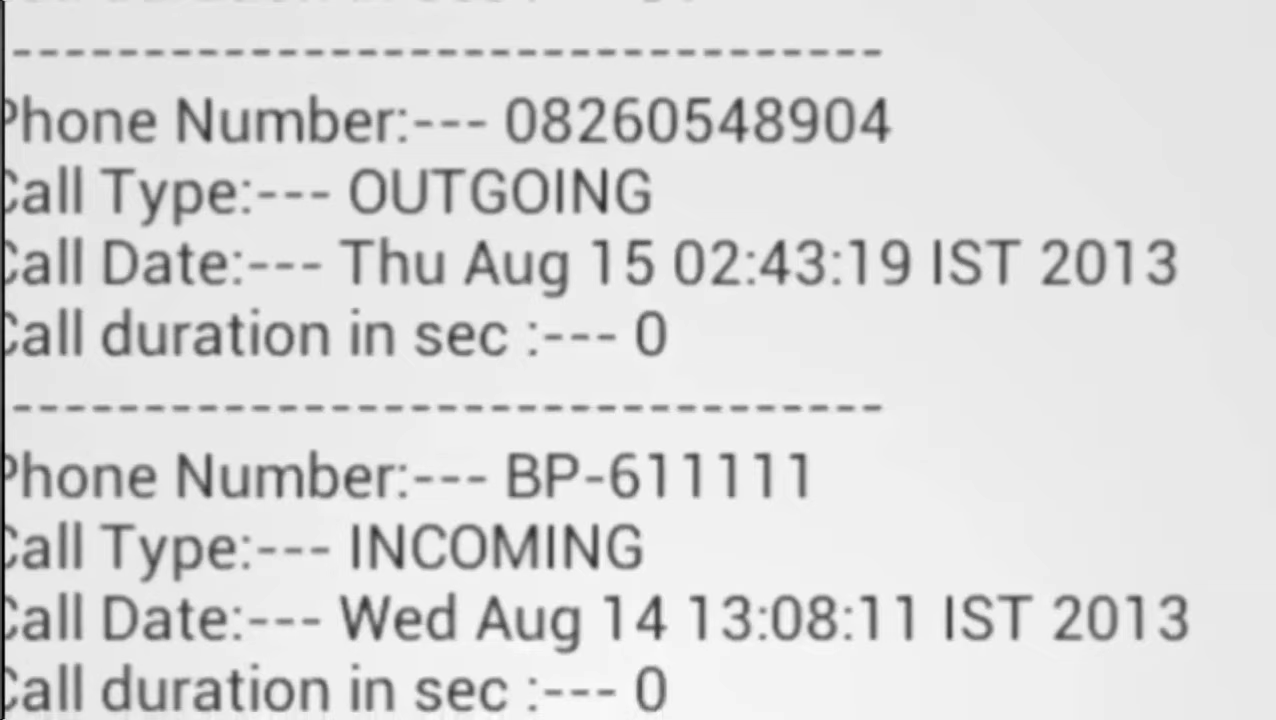 ----------------------------------
Phone Number:--- 08260548904
Call Type:--- OUTGOING
Call Date:--- Thu Aug 15 02:43:19 IST 2013
Call duration in sec :--- 0
----------------------------------
Phone Number:--- BP-611111
Call Type:--- INCOMING
Call Date:--- Wed Aug 14 13:08:11 IST 2013
Call duration in sec :--- 0